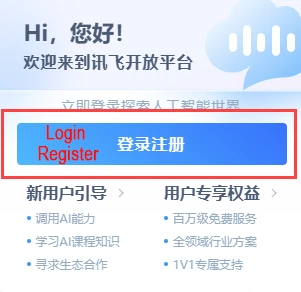 Hi，您好！
欢迎来到讯飞开放平台
立即登录探索人工智能世界
Login
Register
登录注册
新用户引导 >
用户专享权益 >
• 调用AI能力
• 百万级免费服务
• 学习AI课程知识
• 全领域行业方案
• 寻求生态合作
• 1V1专属支持